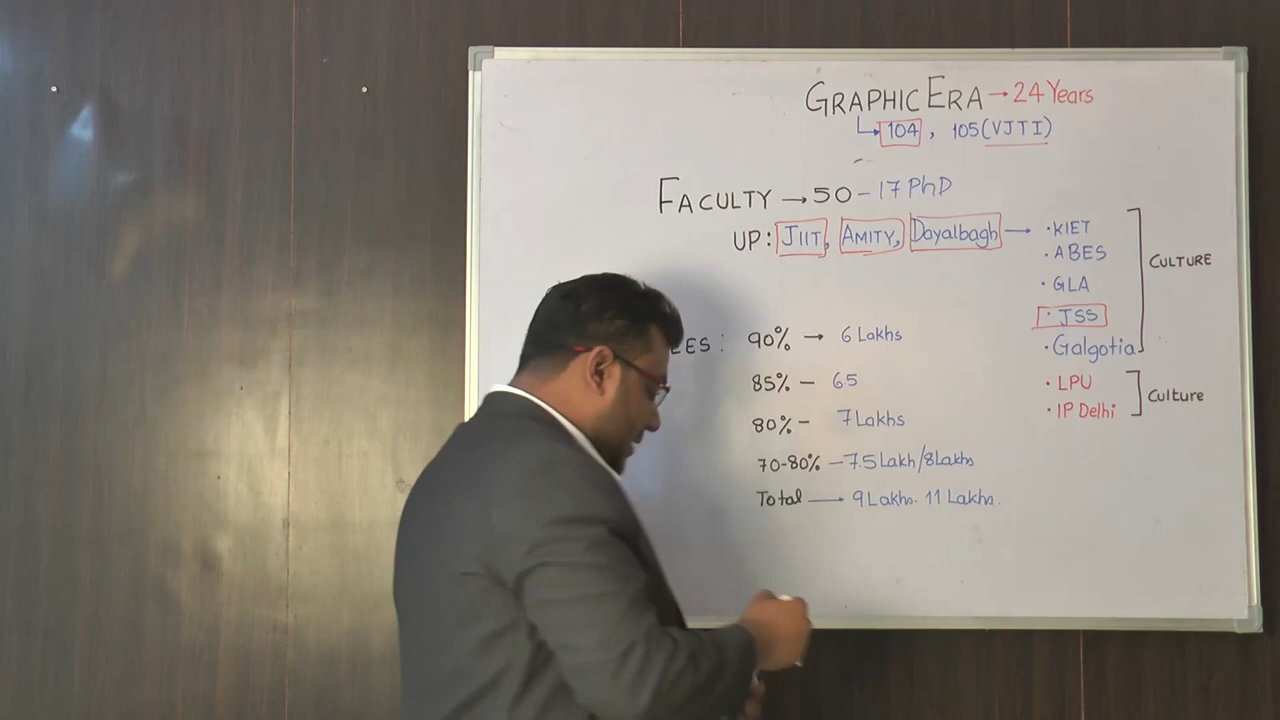 GRAPHIC ERA → 24 Years
104, 105 (VJTI)
FACULTY → 50 - 17 PhD
UP: JIIT, AMITY, Dayalbagh →
· KIET
· ABES
· GLA
· JSS
· Galgotia
CULTURE
· LPU
· IP Delhi
Culture
EES: 90% → 6 Lakhs
85% - 6.5
80% - 7 Lakhs
70-80% - 7.5 Lakh/8 Lakhs
Total → 9 Lakhs. 11 Lakhs.